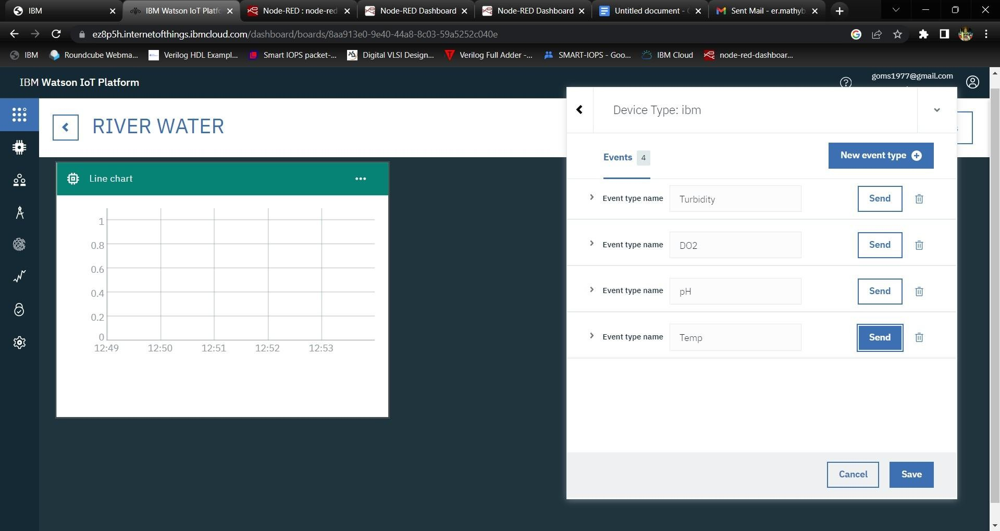 IBM
IBM Watson IoT Platfo
Node-RED : node-red
Node-RED Dashboard
Node-RED Dashboard
Untitled document -
Sent Mail - er.mathyb
ez8p5h.internetofthings.ibmcloud.com/dashboard/boards/8aa913e0-9e40-44a8-8c03-59a5252c040e
IBM
Roundcube Webma...
Verilog HDL Exampl...
Smart IOPS packet-...
Digital VLSI Design...
Verilog Full Adder -...
SMART-IOPS - Goo...
IBM Cloud
node-red-dashboar...
IBM Watson IoT Platform
goms1977@gmail.com
RIVER WATER
Device Type: ibm
Events 4
New event type
Line chart
Event type name Turbidity Send
Event type name DO2 Send
Event type name pH Send
Event type name Temp Send
1
0.8
0.6
0.4
0.2
0
12:49 12:50 12:51 12:52 12:53
Cancel Save